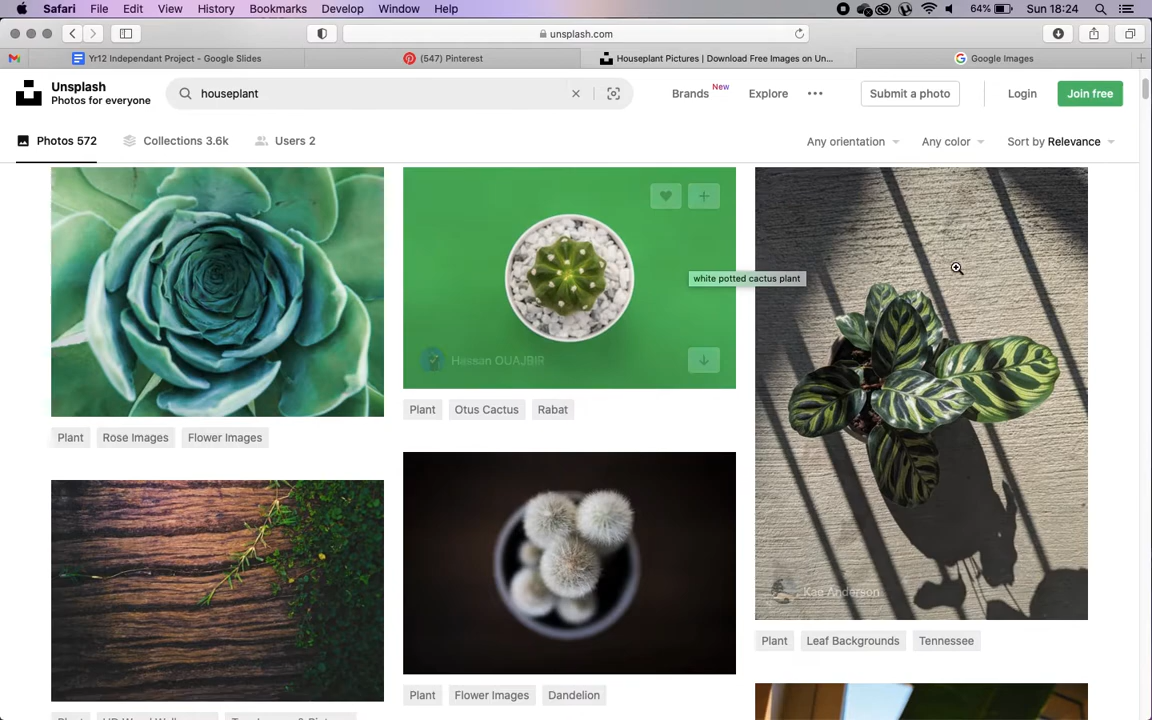 Safari File Edit View History Bookmarks Develop Window Help 64% Sun 18:24
unsplash.com
Yr12 Independant Project - Google Slides (547) Pinterest Houseplant Pictures | Download Free Images on Un... Google Images
Unsplash
Photos for everyone
houseplant
Brands New Explore Submit a photo Login Join free
Photos 572 Collections 3.6k Users 2 Any orientation Any color Sort by Relevance
white potted cactus plant
Hassan OUAJBIR
Plant Otus Cactus Rabat
Plant Rose Images Flower Images
Kae Anderson
Plant Leaf Backgrounds Tennessee
Plant Flower Images Dandelion